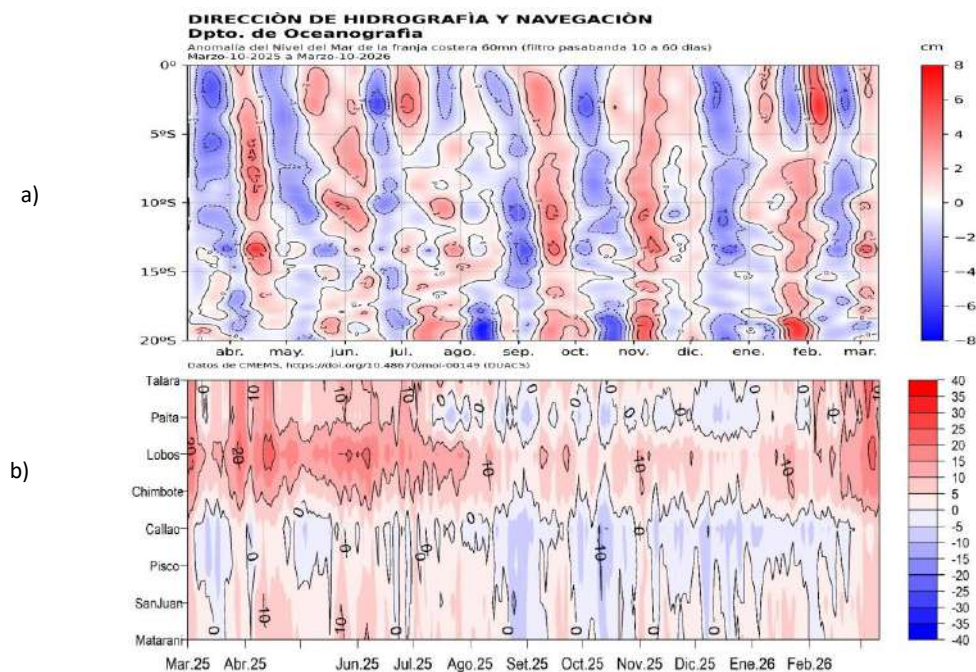 DIRECCIÒN DE HIDROGRAFÌA Y NAVEGACIÒN
Dpto. de Oceanografìa
Anomalìa del Nivel del Mar de la franja costera 60mn (filtro pasabanda 10 a 60 dìas)
Marzo-10-2025 a Marzo-10-2026
cm
a)
0º
5ºS
10ºS
15ºS
20ºS
8
6
4
2
0
−2
−4
−6
−8
abr. may. jun. jul. ago. sep. oct. nov. dic. ene. feb. mar.
Datos de CMEMS, https://doi.org/10.48670/moi-00149 (DUACS)
b)
Talara
Paita
Lobos
Chimbote
Callao
Pisco
SanJuan
Matarani
40
35
30
25
20
15
10
5
0
-5
-10
-15
-20
-25
-30
-35
-40
Mar.25 Abr.25 Jun.25 Jul.25 Ago.25 Set.25 Oct.25 Nov.25 Dic.25 Ene.26 Feb.26